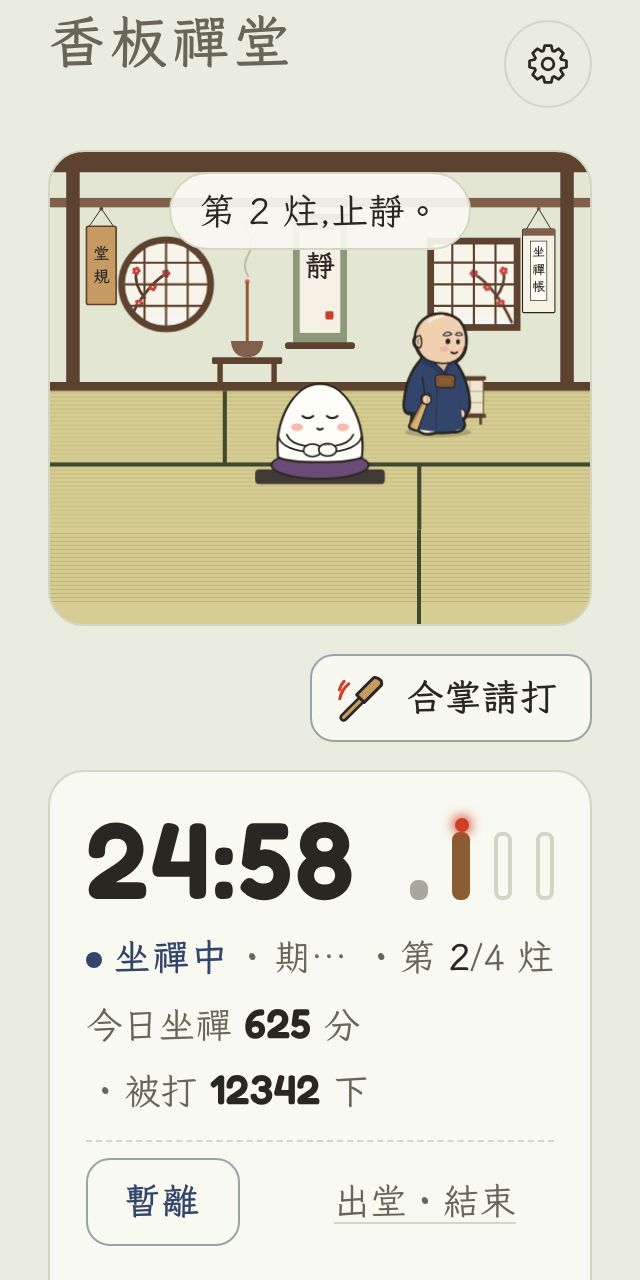 香板禪堂
第 2 炷,止靜。
堂規
靜
坐禪帳
合掌請打
24:58
坐禪中 · 期… · 第 2/4 炷
今日坐禪 625 分
· 被打 12342 下
暫離
出堂·結束